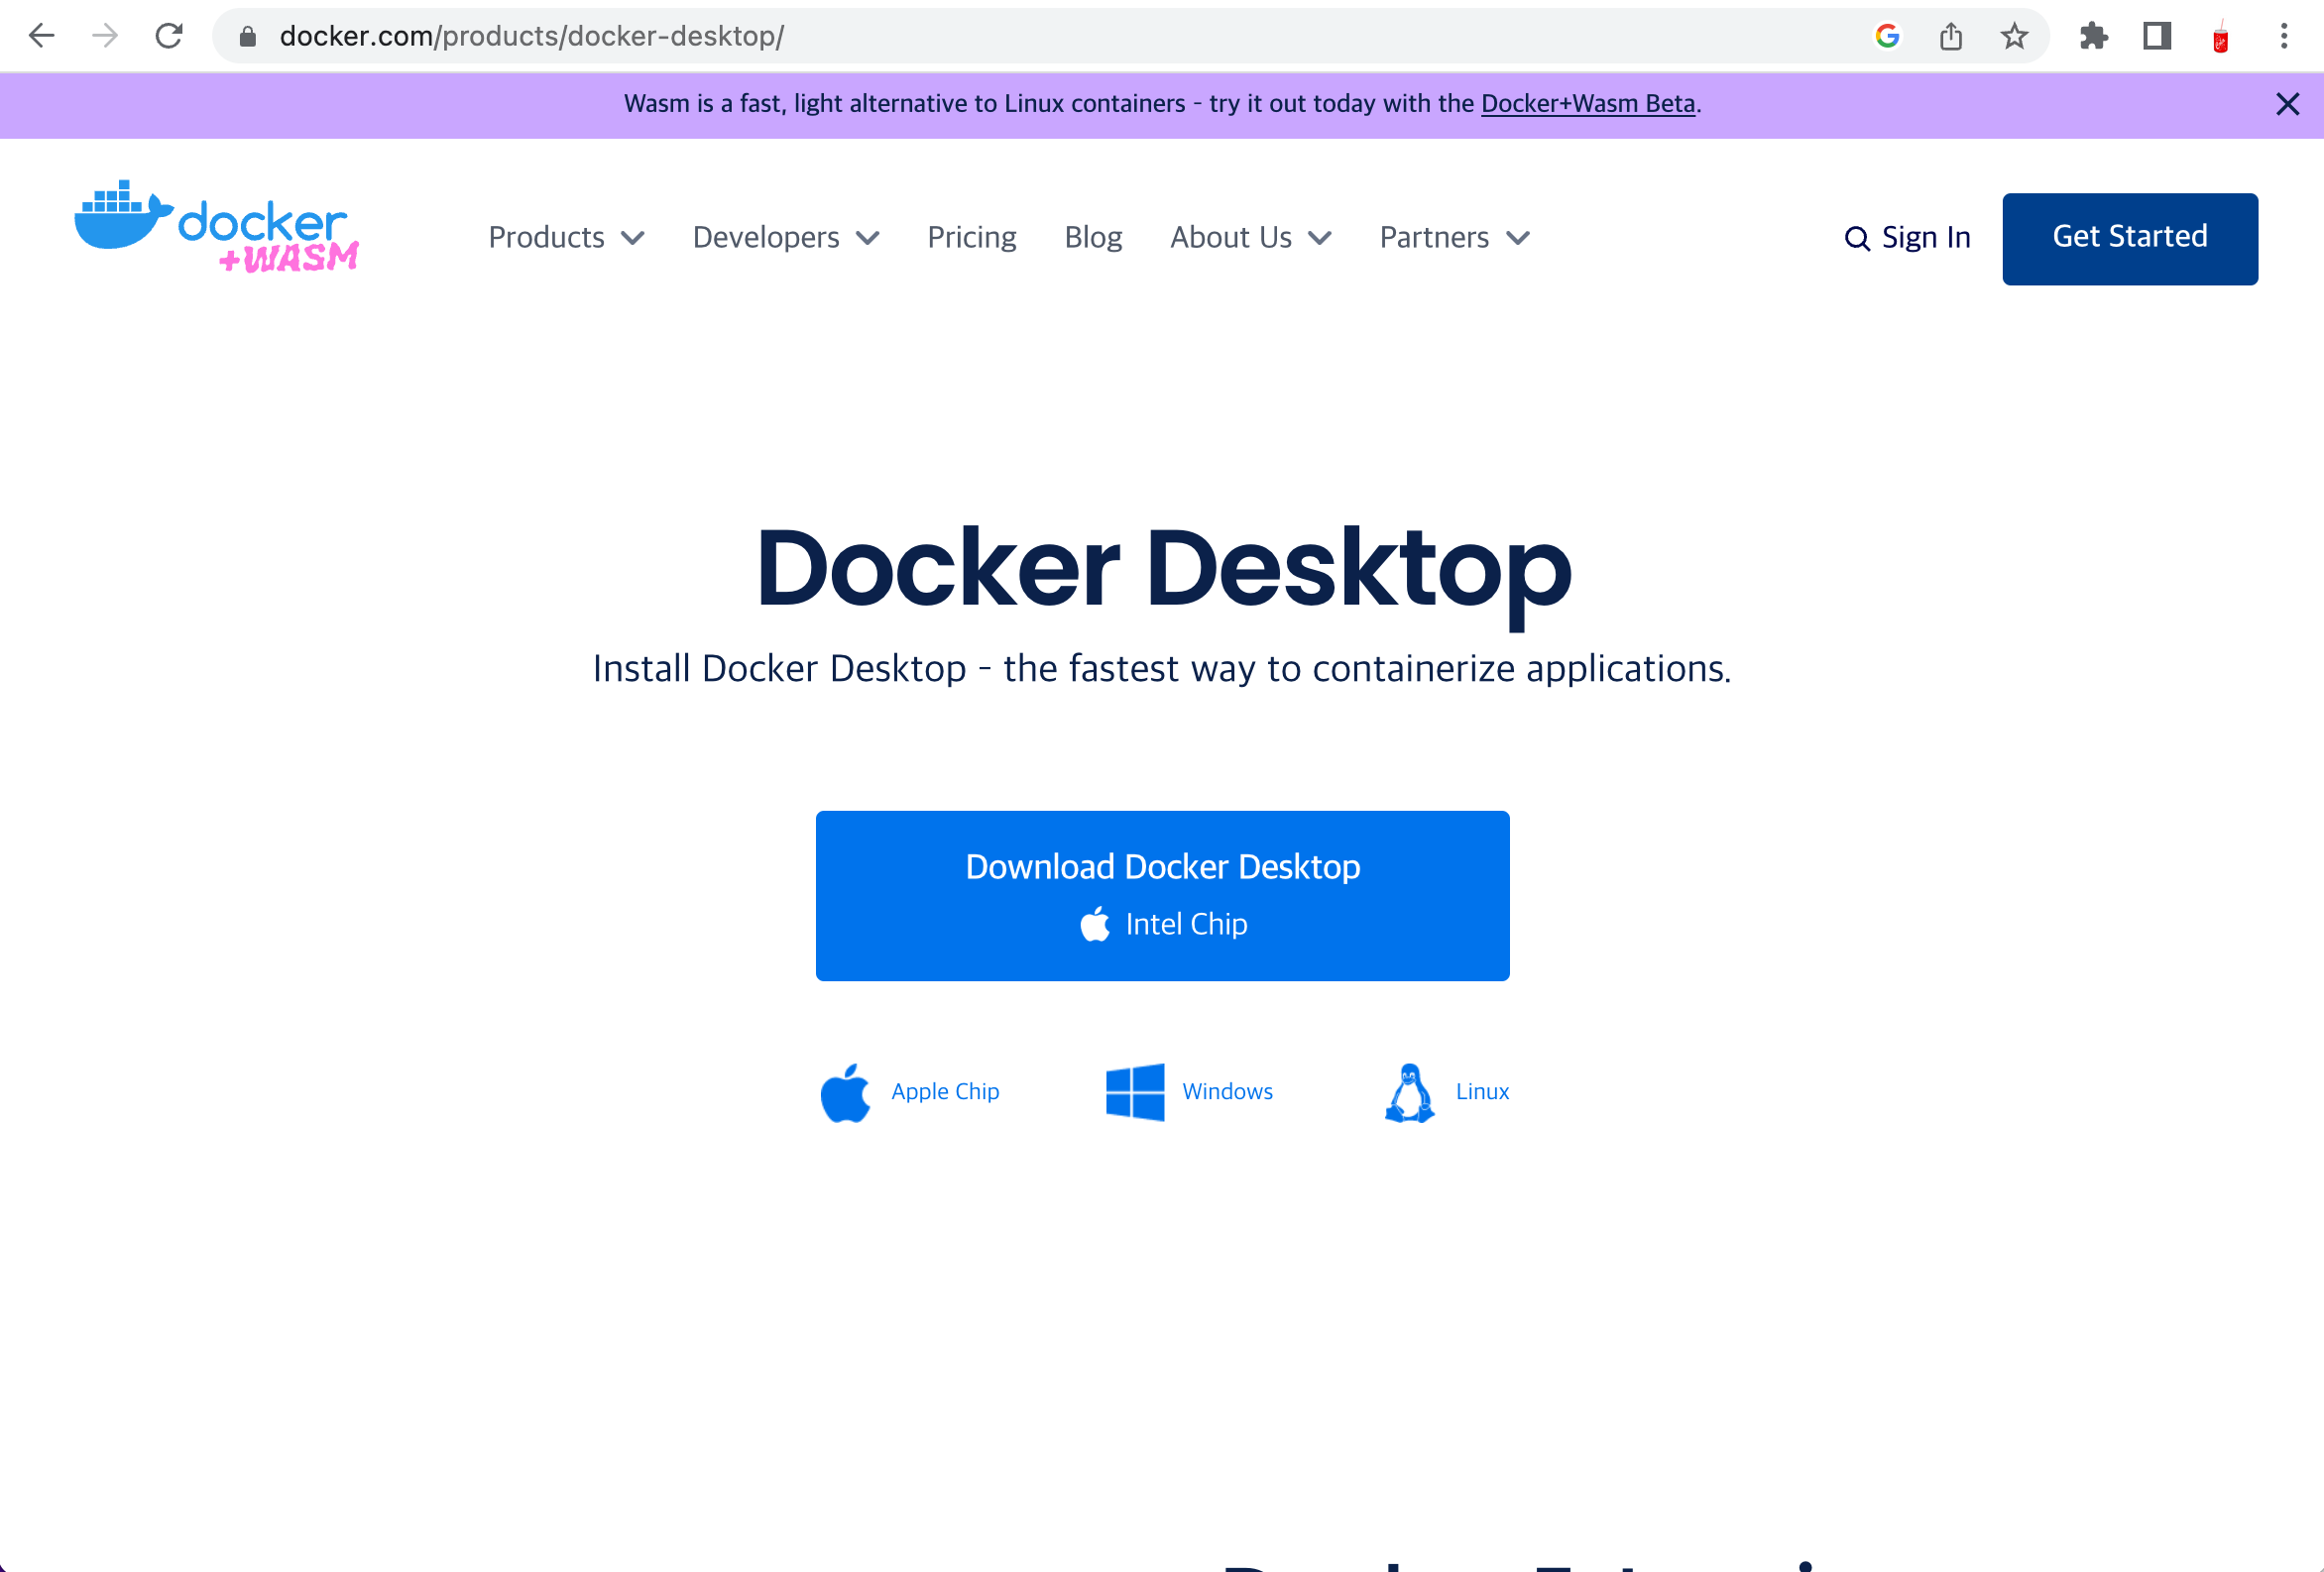 docker.com/products/docker-desktop/
Wasm is a fast, light alternative to Linux containers - try it out today with the Docker+Wasm Beta.
docker
+WASM
Products Developers Pricing Blog About Us Partners Sign In Get Started
Docker Desktop
Install Docker Desktop - the fastest way to containerize applications.
Download Docker Desktop
Intel Chip
Apple Chip Windows Linux